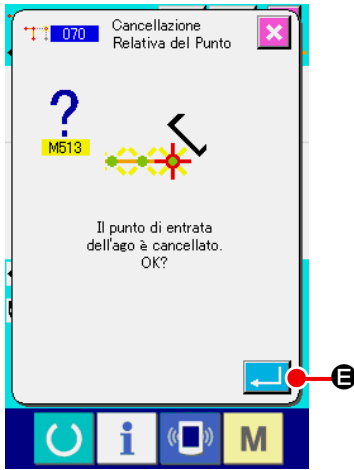 070
Cancellazione
Relativa del Punto
?
M513
Il punto di entrata
dell'ago è cancellato.
OK?
E
i
M